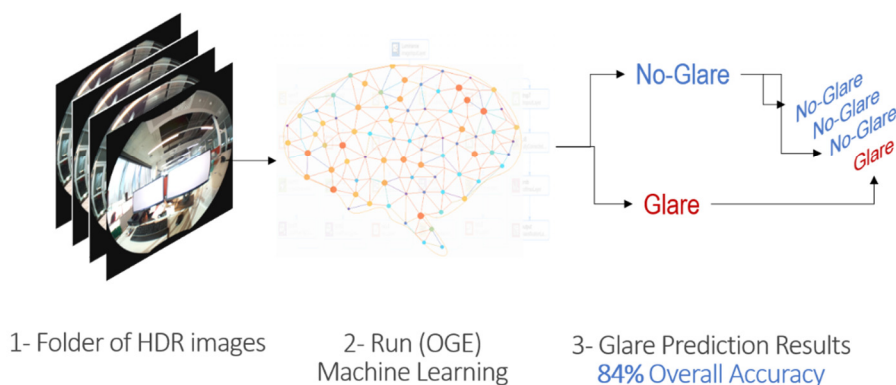 No-Glare
Glare
No-Glare
No-Glare
No-Glare
Glare
1- Folder of HDR images
2- Run (OGE)
Machine Learning
3- Glare Prediction Results
84% Overall Accuracy